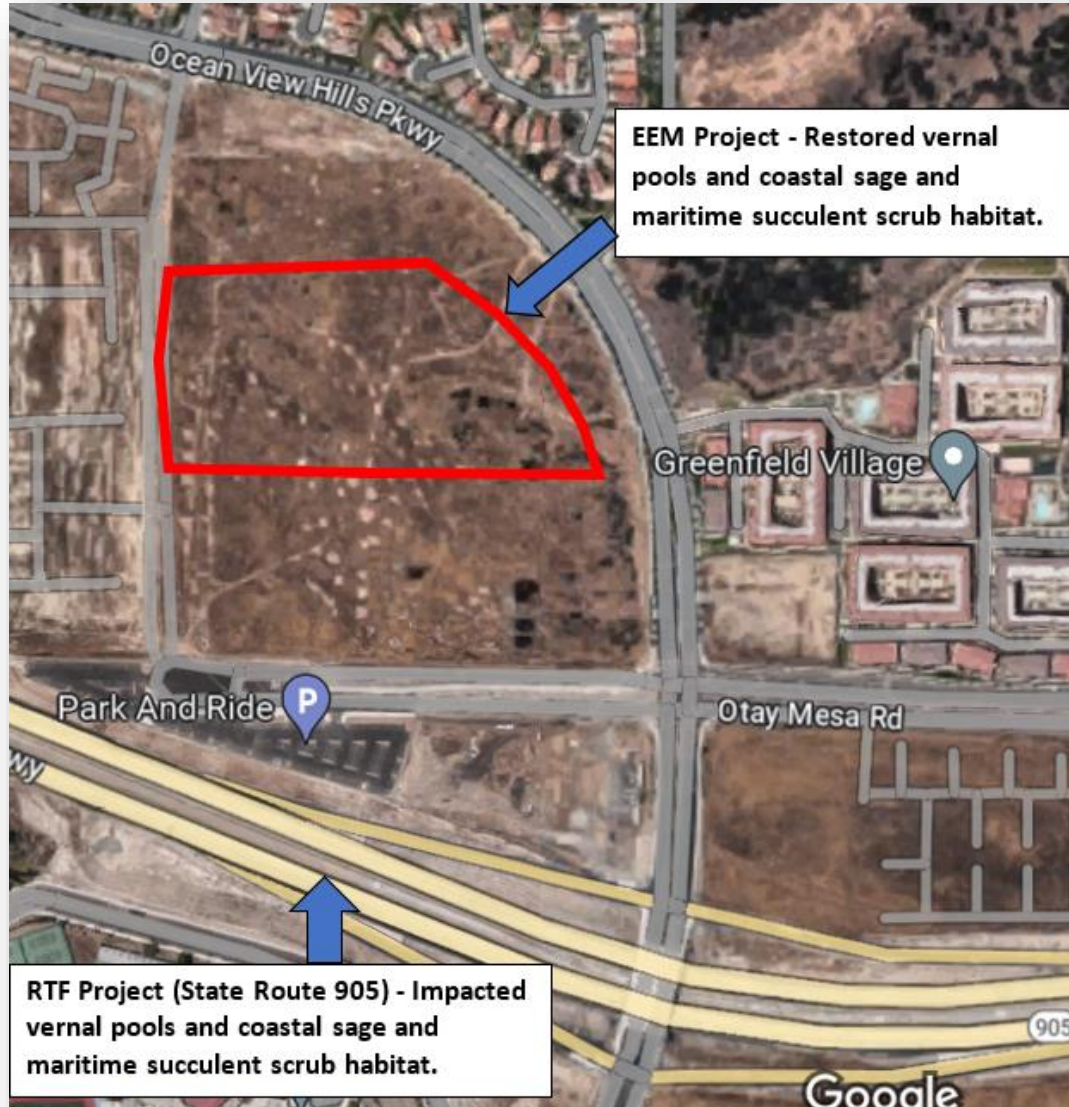 Ocean View Hills Pkwy
EEM Project - Restored vernal
pools and coastal sage and
maritime succulent scrub habitat.
Greenfield Village
Park And Ride
P
Otay Mesa Rd
wy
RTF Project (State Route 905) - Impacted
vernal pools and coastal sage and
maritime succulent scrub habitat.
905
Google